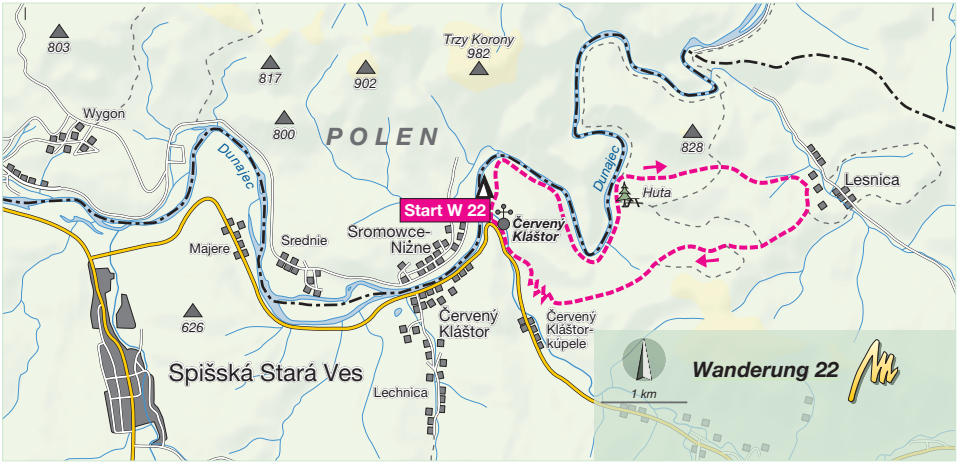 803
817
902
Trzy Korony
982
Wygon
800
POLEN
828
Dunajec
Dunajec
Huta
Lesnica
Start W 22
Červený
Kláštor
Sromowce-
Nižne
Majere
Srednie
626
Červený
Kláštor
Červený
Kláštor-
kúpele
Spišská Stará Ves
Lechnica
1 km
Wanderung 22